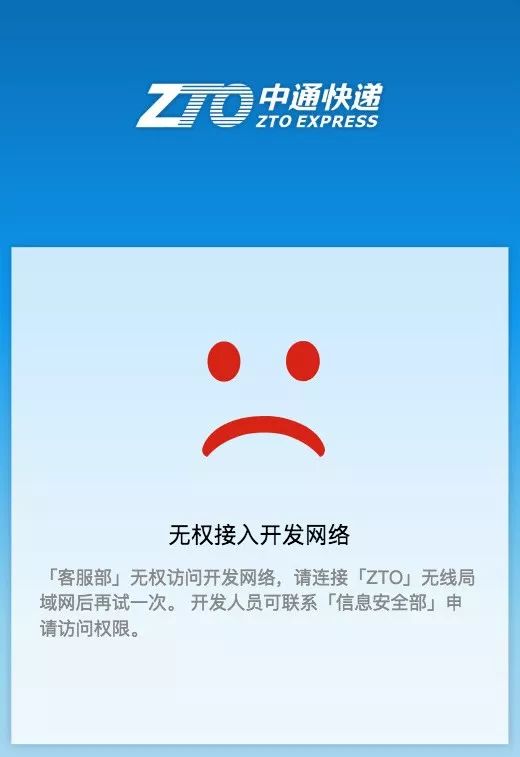 ZTO 中通快递
ZTO EXPRESS
无权接入开发网络
「客服部」无权访问开发网络，请连接「ZTO」无线局
域网后再试一次。 开发人员可联系「信息安全部」申
请访问权限。